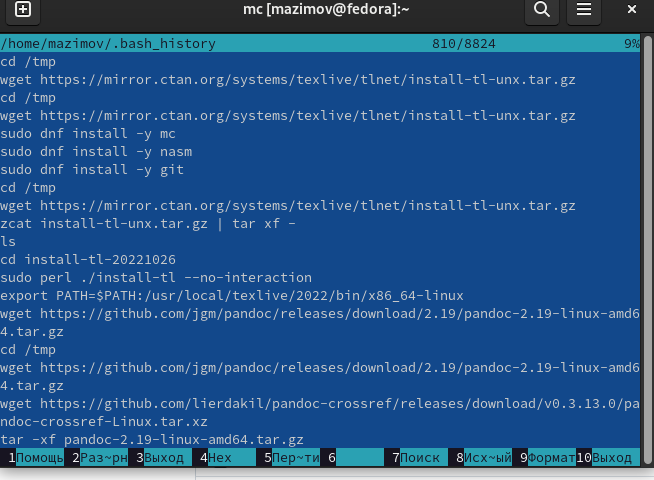 mc [mazimov@fedora]:~
/home/mazimov/.bash_history 810/8824 9%
cd /tmp
wget https://mirror.ctan.org/systems/texlive/tlnet/install-tl-unx.tar.gz
cd /tmp
wget https://mirror.ctan.org/systems/texlive/tlnet/install-tl-unx.tar.gz
sudo dnf install -y mc
sudo dnf install -y nasm
sudo dnf install -y git
cd /tmp
wget https://mirror.ctan.org/systems/texlive/tlnet/install-tl-unx.tar.gz
zcat install-tl-unx.tar.gz | tar xf -
ls
cd install-tl-20221026
sudo perl ./install-tl --no-interaction
export PATH=$PATH:/usr/local/texlive/2022/bin/x86_64-linux
wget https://github.com/jgm/pandoc/releases/download/2.19/pandoc-2.19-linux-amd6
4.tar.gz
cd /tmp
wget https://github.com/jgm/pandoc/releases/download/2.19/pandoc-2.19-linux-amd6
4.tar.gz
wget https://github.com/lierdakil/pandoc-crossref/releases/download/v0.3.13.0/pa
ndoc-crossref-Linux.tar.xz
tar -xf pandoc-2.19-linux-amd64.tar.gz
1Помощь 2Раз~рн 3Выход 4Hex 5Пер~ти 6 7Поиск 8Исх~ый 9Формат 10Выход